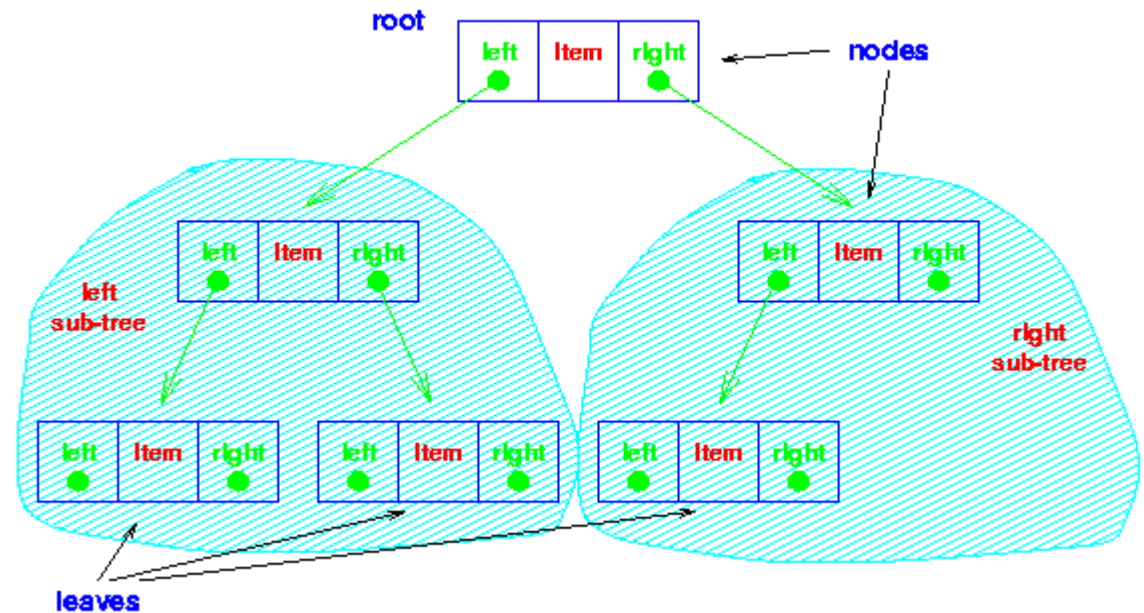 root
left Item right
nodes
left Item right
left Item right
left
sub-tree
right
sub-tree
left Item right
left Item right
left Item right
leaves